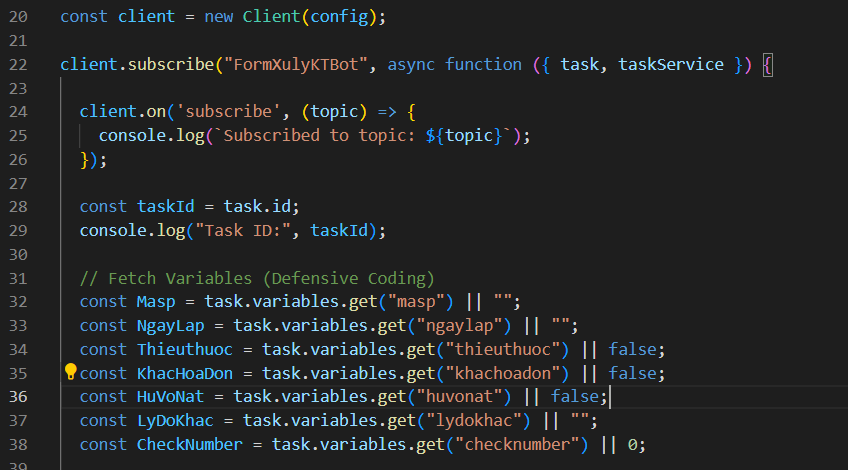 20 const client = new Client(config);
21
22 client.subscribe("FormXulyKTBot", async function ({ task, taskService }) {
23
24   client.on('subscribe', (topic) => {
25     console.log(`Subscribed to topic: ${topic}`);
26   });
27
28   const taskId = task.id;
29   console.log("Task ID:", taskId);
30
31   // Fetch Variables (Defensive Coding)
32   const Masp = task.variables.get("masp") || "";
33   const NgayLap = task.variables.get("ngaylap") || "";
34   const Thieuthuoc = task.variables.get("thieuthuoc") || false;
35   const KhacHoaDon = task.variables.get("khachoadon") || false;
36   const HuVoNat = task.variables.get("huvonat") || false;
37   const LyDoKhac = task.variables.get("lydokhac") || "";
38   const CheckNumber = task.variables.get("checknumber") || 0;
39